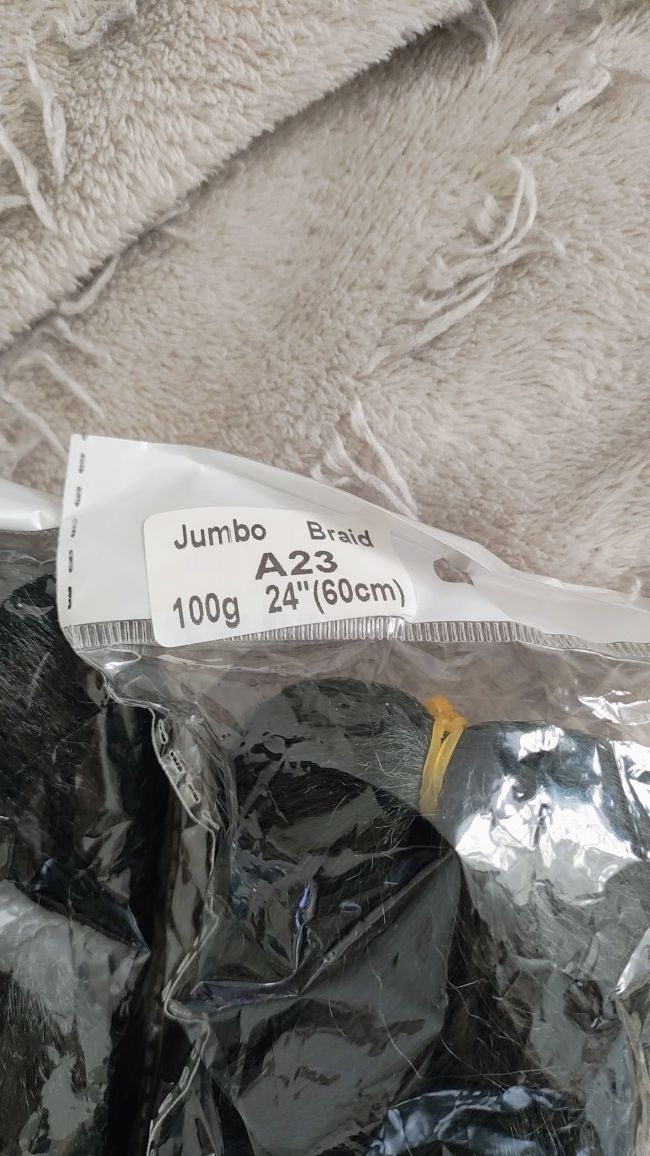 Jumbo Braid
A23
100g 24"(60cm)